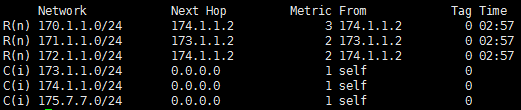 Network Next Hop Metric From Tag Time
R(n) 170.1.1.0/24 174.1.1.2 3 174.1.1.2 0 02:57
R(n) 171.1.1.0/24 173.1.1.2 2 173.1.1.2 0 02:57
R(n) 172.1.1.0/24 174.1.1.2 2 174.1.1.2 0 02:57
C(i) 173.1.1.0/24 0.0.0.0 1 self 0
C(i) 174.1.1.0/24 0.0.0.0 1 self 0
C(i) 175.7.7.0/24 0.0.0.0 1 self 0